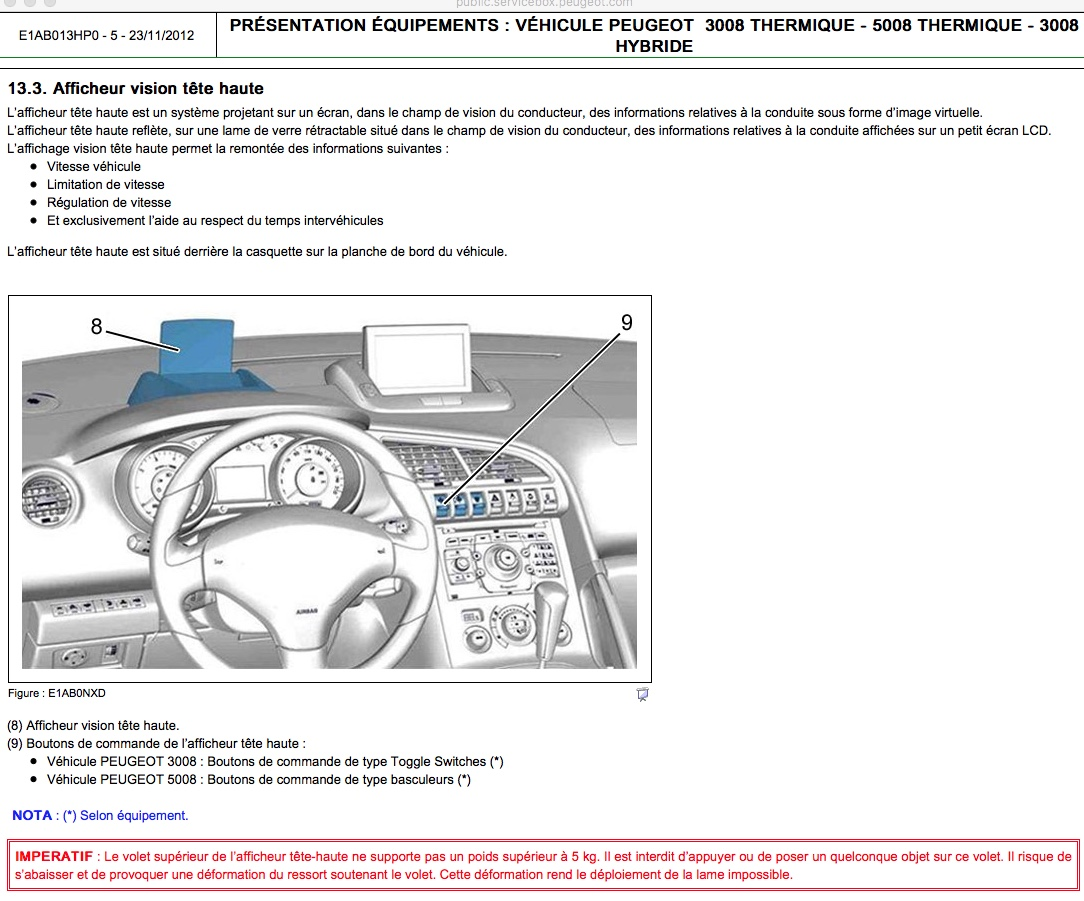 public.servicebox.peugeot.com
E1AB013HP0 - 5 - 23/11/2012
PRÉSENTATION ÉQUIPEMENTS : VÉHICULE PEUGEOT 3008 THERMIQUE - 5008 THERMIQUE - 3008
HYBRIDE
13.3. Afficheur vision tête haute
L'afficheur tête haute est un système projetant sur un écran, dans le champ de vision du conducteur, des informations relatives à la conduite sous forme d'image virtuelle.
L'afficheur tête haute reflète, sur une lame de verre rétractable situé dans le champ de vision du conducteur, des informations relatives à la conduite affichées sur un petit écran LCD.
L'affichage vision tête haute permet la remontée des informations suivantes :
● Vitesse véhicule
● Limitation de vitesse
● Régulation de vitesse
● Et exclusivement l'aide au respect du temps intervéhicules
L'afficheur tête haute est situé derrière la casquette sur la planche de bord du véhicule.
8
9
AIRBAG
Figure : E1AB0NXD
(8) Afficheur vision tête haute.
(9) Boutons de commande de l'afficheur tête haute :
● Véhicule PEUGEOT 3008 : Boutons de commande de type Toggle Switches (*)
● Véhicule PEUGEOT 5008 : Boutons de commande de type basculeurs (*)
NOTA : (*) Selon équipement.
IMPERATIF : Le volet supérieur de l'afficheur tête-haute ne supporte pas un poids supérieur à 5 kg. Il est interdit d'appuyer ou de poser un quelconque objet sur ce volet. Il risque de
s'abaisser et de provoquer une déformation du ressort soutenant le volet. Cette déformation rend le déploiement de la lame impossible.